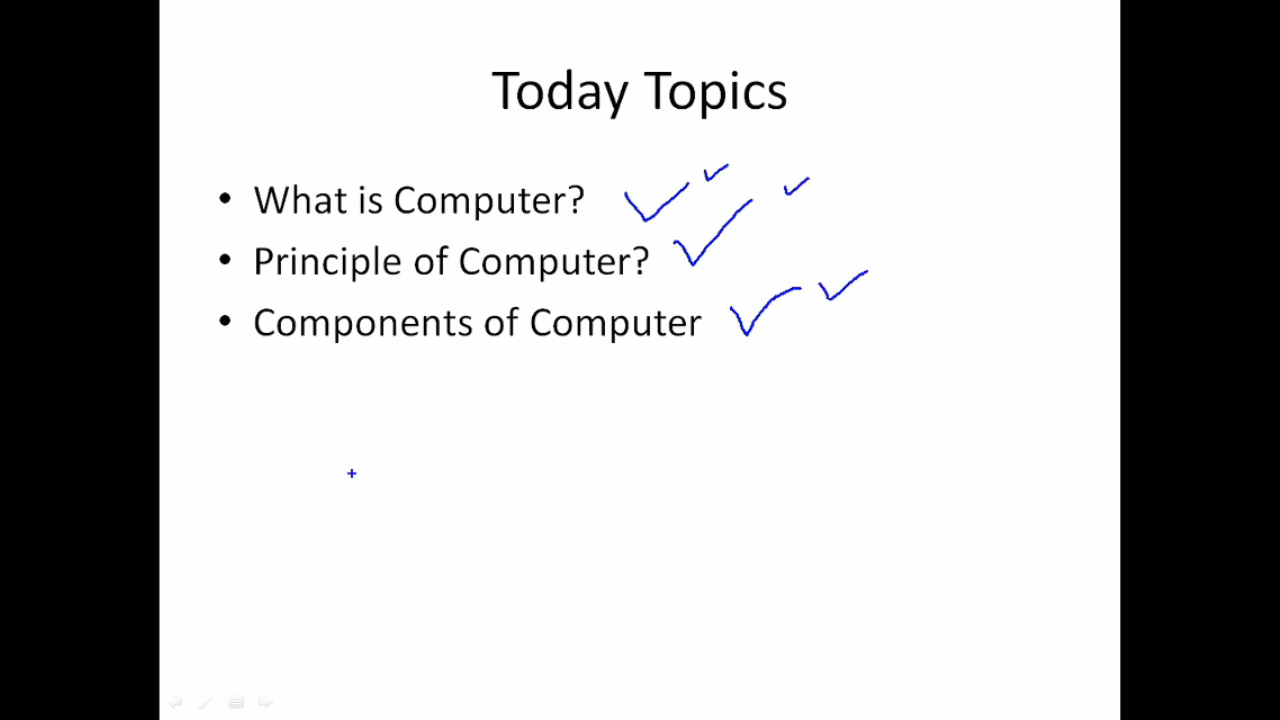 Today Topics
• What is Computer?
• Principle of Computer?
• Components of Computer